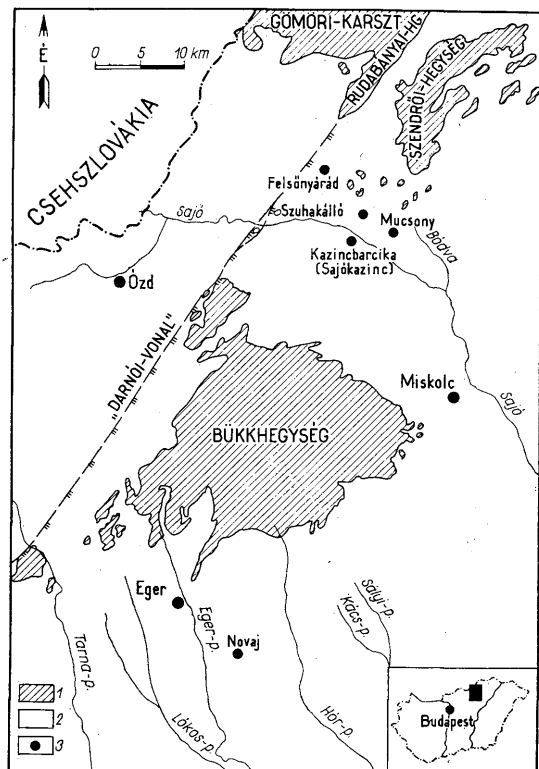 É
0 5 10 km
GÖMÖRI-KARSZT
RUDABÁNYAI-HG
SZENDRŐI-HEGYSÉG
CSEHSZLOVÁKIA
Felsőnyárád
Sajó
Szuhakálló
Mucsony
Kazincbarcika
(Sajókazinc)
Bódva
Ózd
"DARNÓI-VONAL"
Miskolc
Sajó
BÜKKHEGYSÉG
Eger
Eger-p.
Novaj
Sályi-p.
Kács-p.
Tarna-p.
Lókos-p.
Hór-p.
1
2
3
Budapest